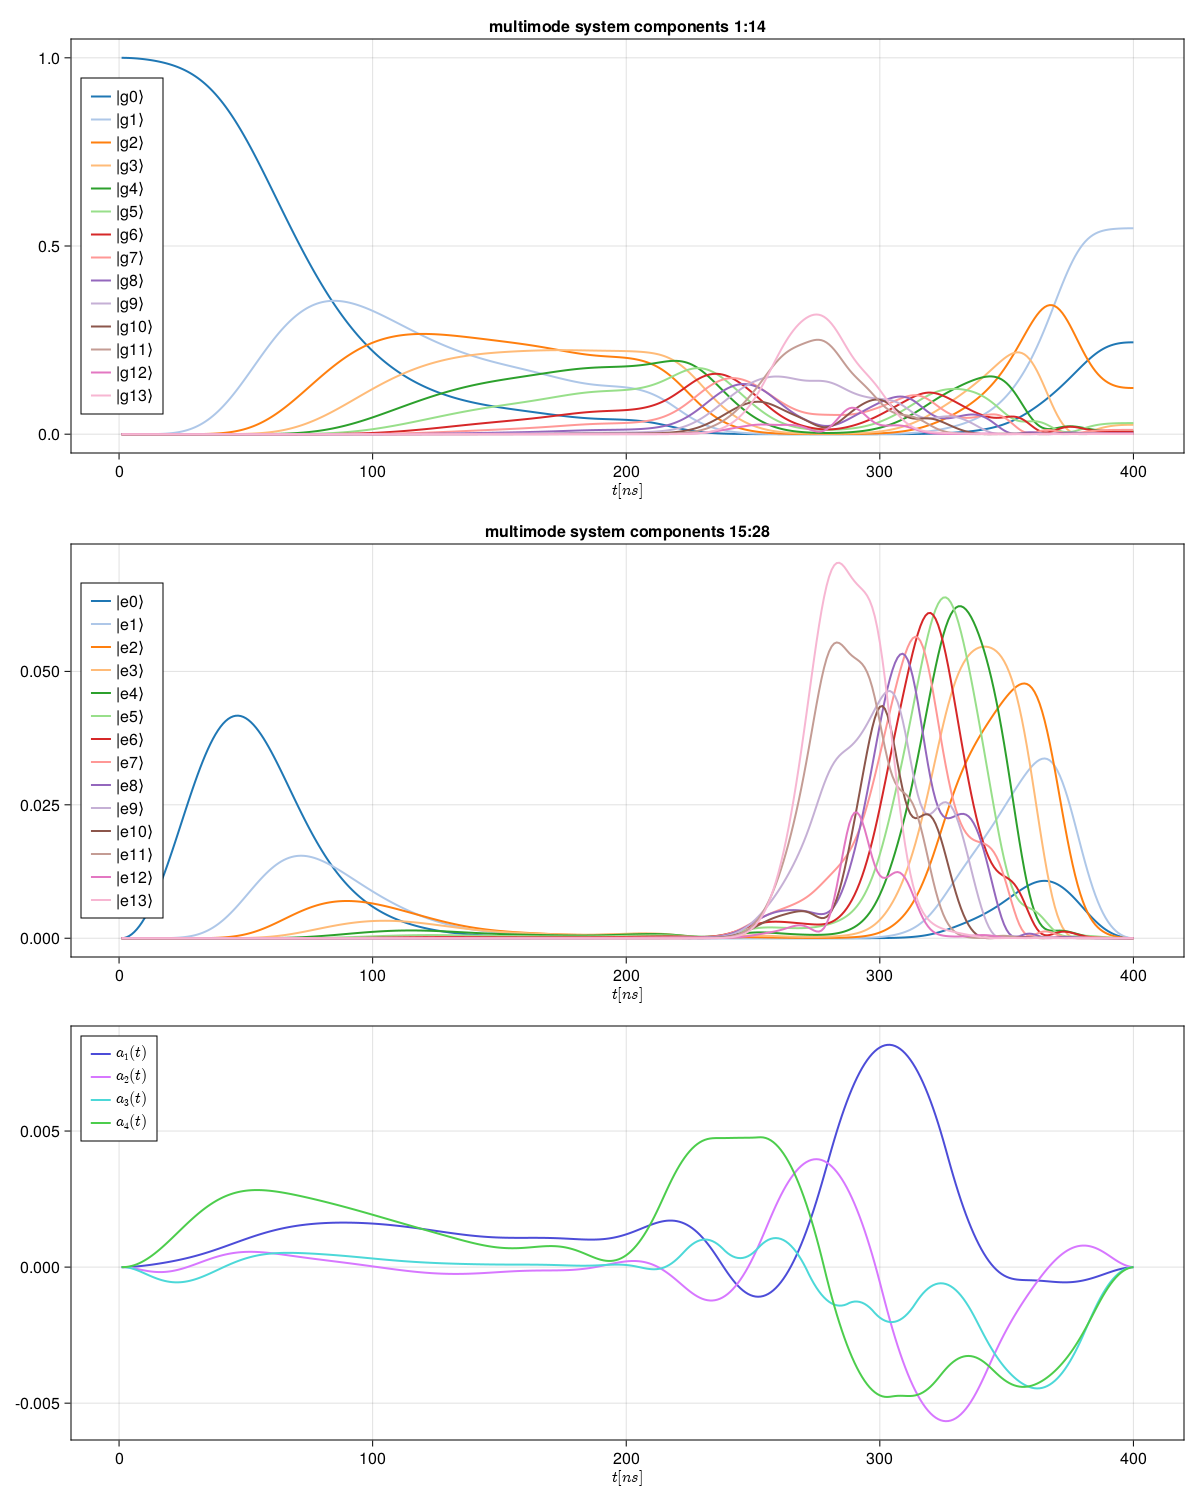 multimode system components 1:14
1.0
0.5
0.0
|g0⟩
|g1⟩
|g2⟩
|g3⟩
|g4⟩
|g5⟩
|g6⟩
|g7⟩
|g8⟩
|g9⟩
|g10⟩
|g11⟩
|g12⟩
|g13⟩
0 100 200 300 400
t[ns]
multimode system components 15:28
0.050
0.025
0.000
|e0⟩
|e1⟩
|e2⟩
|e3⟩
|e4⟩
|e5⟩
|e6⟩
|e7⟩
|e8⟩
|e9⟩
|e10⟩
|e11⟩
|e12⟩
|e13⟩
0 100 200 300 400
t[ns]
0.005
0.000
-0.005
a₁(t)
a₂(t)
a₃(t)
a₄(t)
0 100 200 300 400
t[ns]